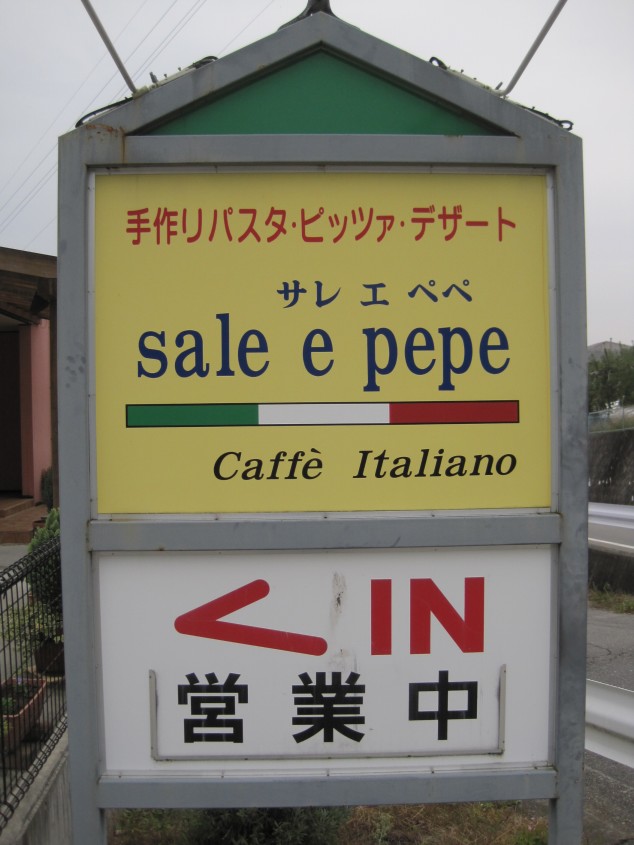 手作りパスタ・ピッツァ・デザート
サレ エ ペペ
sale e pepe
Caffè Italiano
< IN
営業中